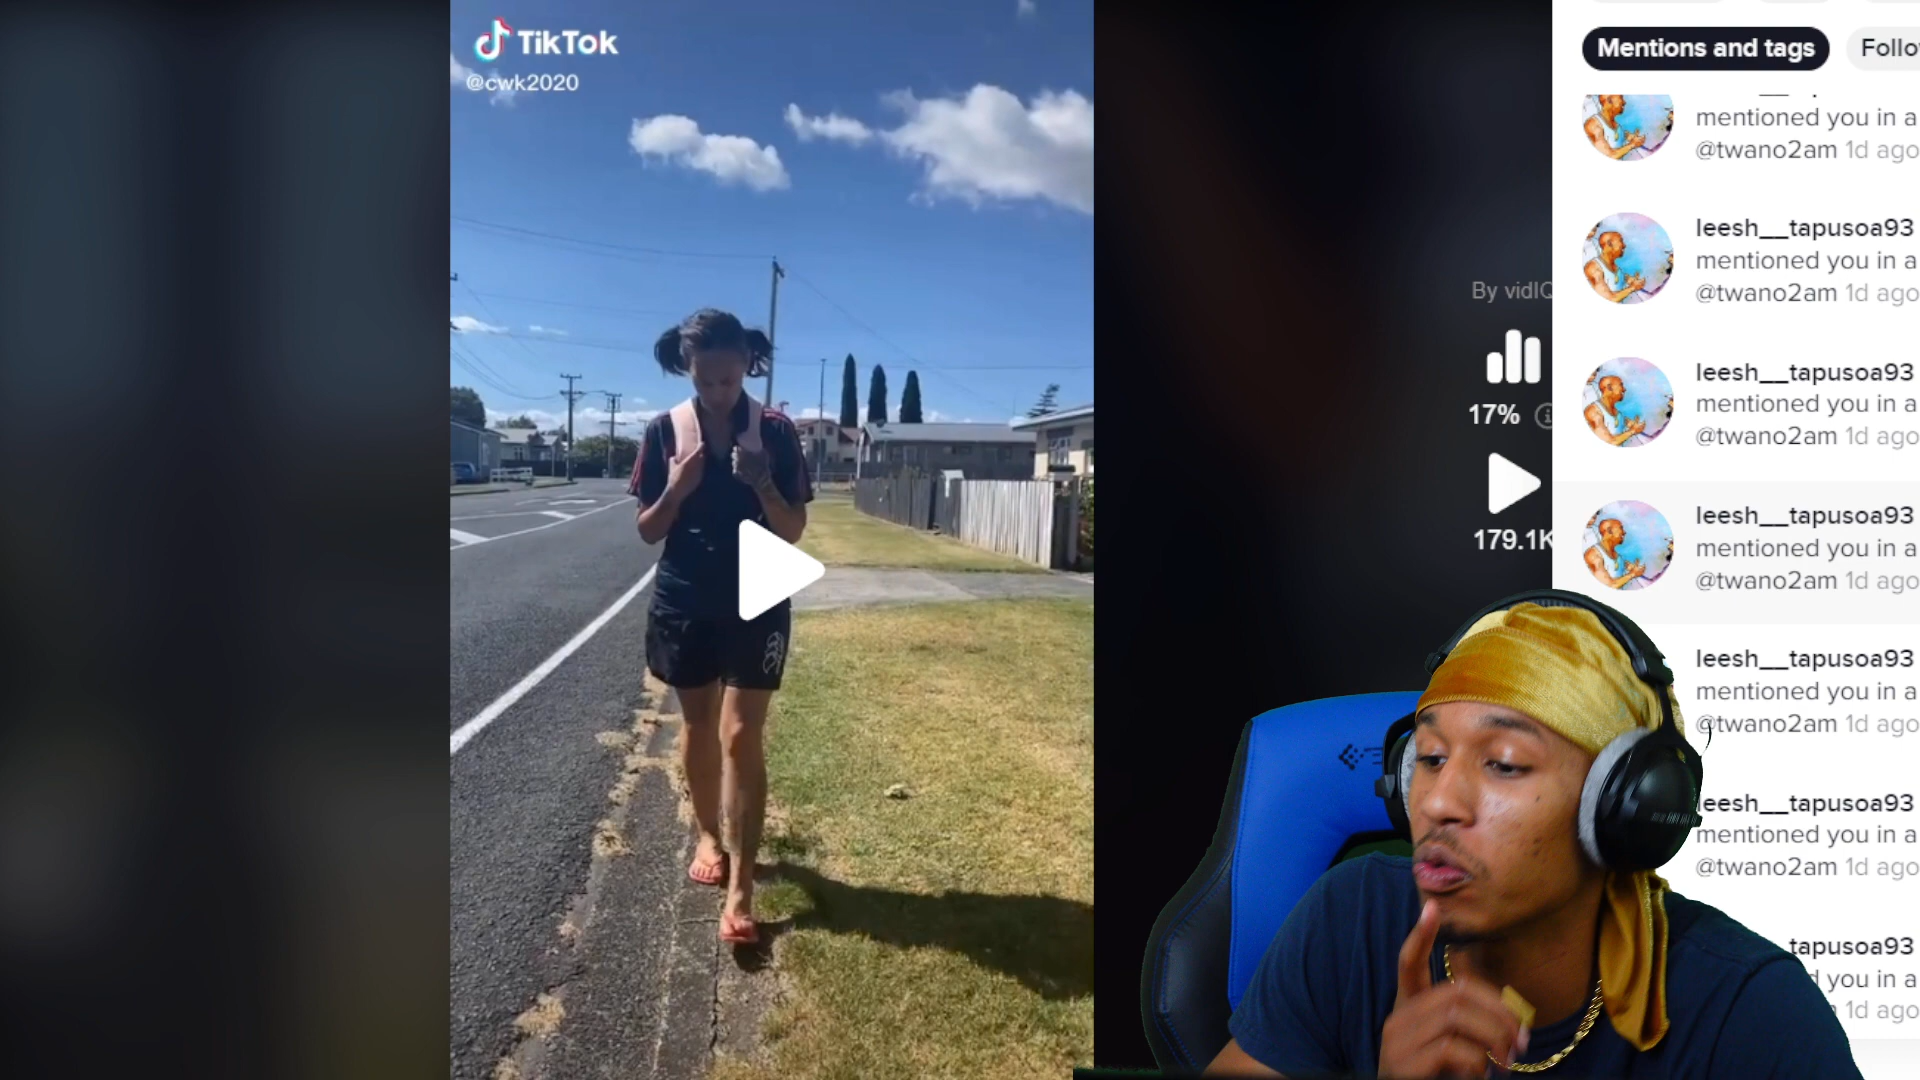 TikTok
@cwk2020
By vidIQ
17%
179.1K
Mentions and tags
Follo
mentioned you in a
@twano2am 1d ago
leesh__tapusoa93
mentioned you in a
@twano2am 1d ago
leesh__tapusoa93
mentioned you in a
@twano2am 1d ago
leesh__tapusoa93
mentioned you in a
@twano2am 1d ago
leesh__tapusoa93
mentioned you in a
@twano2am 1d ago
leesh__tapusoa93
mentioned you in a
@twano2am 1d ago
_tapusoa93
d you in a
1d ago